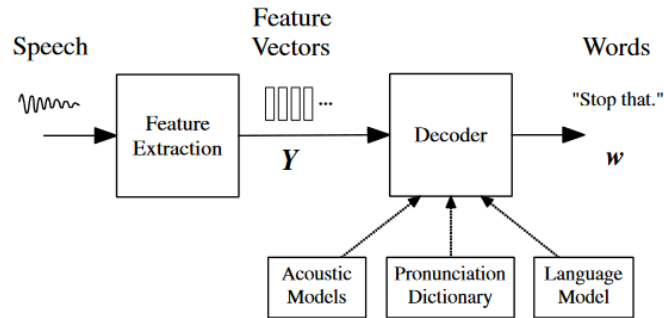 Speech
Feature
Vectors
Words
...
"Stop that."
Feature
Extraction
Decoder
Y
w
Acoustic
Models
Pronunciation
Dictionary
Language
Model